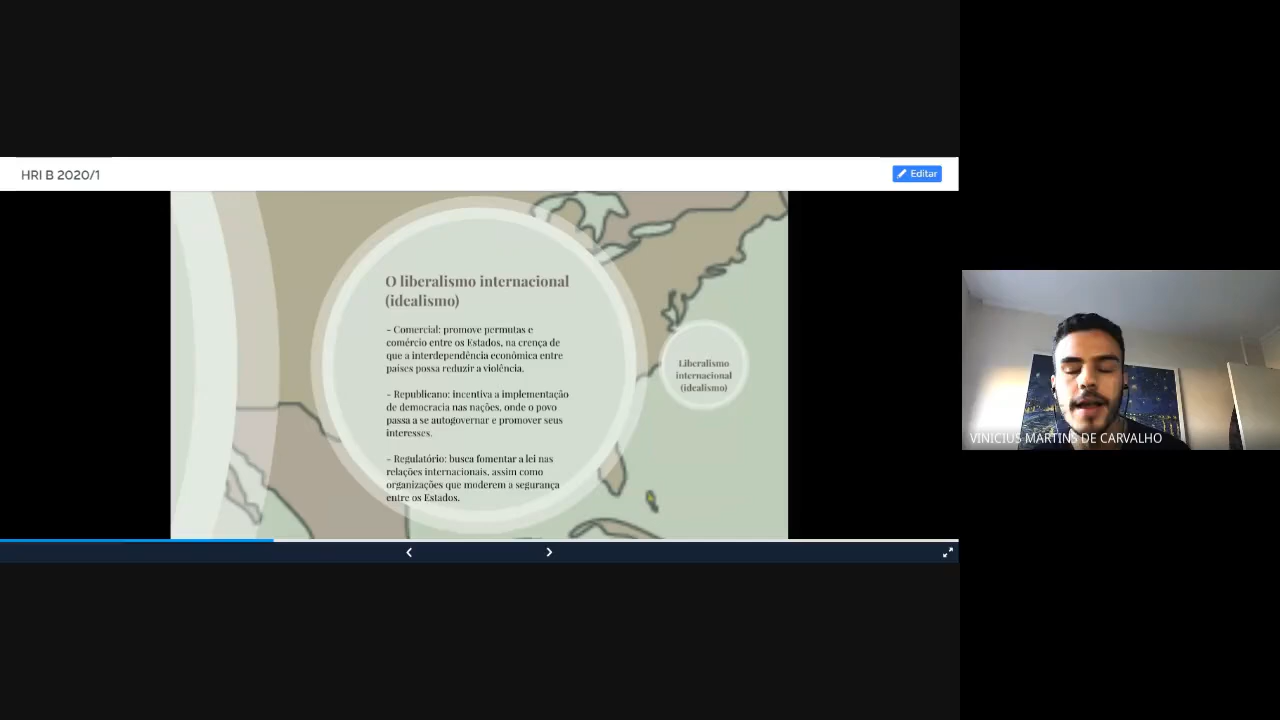 HRI B 2020/1
Editar
O liberalismo internacional
(idealismo)
- Comercial: promove permutas e
comércio entre os Estados, na crença de
que a interdependência econômica entre
países possa reduzir a violência.
- Republicano: incentiva a implementação
de democracia nas nações, onde o povo
passa a se autogovernar e promover seus
interesses.
- Regulatório: busca fomentar a lei nas
relações internacionais, assim como
organizações que moderem a segurança
entre os Estados.
Liberalismo
internacional
(idealismo)
VINICIUS MARTINS DE CARVALHO